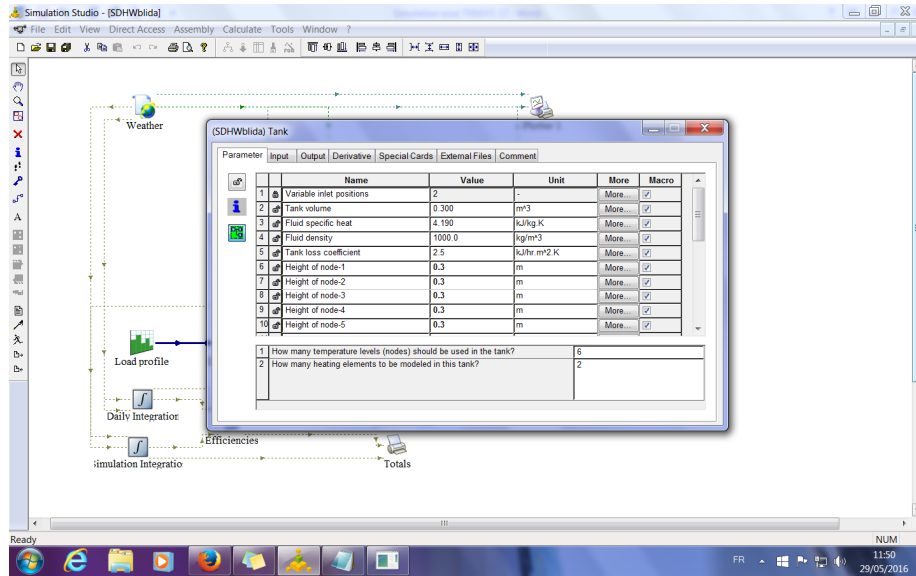 Simulation Studio - [SDHWblida]
File Edit View Direct Access Assembly Calculate Tools Window ?
Weather
(SDHWblida) Tank
Parameter Input Output Derivative Special Cards External Files Comment
Name Value Unit More Macro
1 Variable inlet positions 2 - More...
2 Tank volume 0.300 m^3 More...
3 Fluid specific heat 4.190 kJ/kg.K More...
4 Fluid density 1000.0 kg/m^3 More...
5 Tank loss coefficient 2.5 kJ/hr.m^2.K More...
6 Height of node-1 0.3 m More...
7 Height of node-2 0.3 m More...
8 Height of node-3 0.3 m More...
9 Height of node-4 0.3 m More...
10 Height of node-5 0.3 m More...
1 How many temperature levels (nodes) should be used in the tank? 6
2 How many heating elements to be modeled in this tank? 2
Load profile
Daily Integration
Efficiencies
Simulation Integratio
Totals
Ready NUM
FR 11:50
29/05/2016